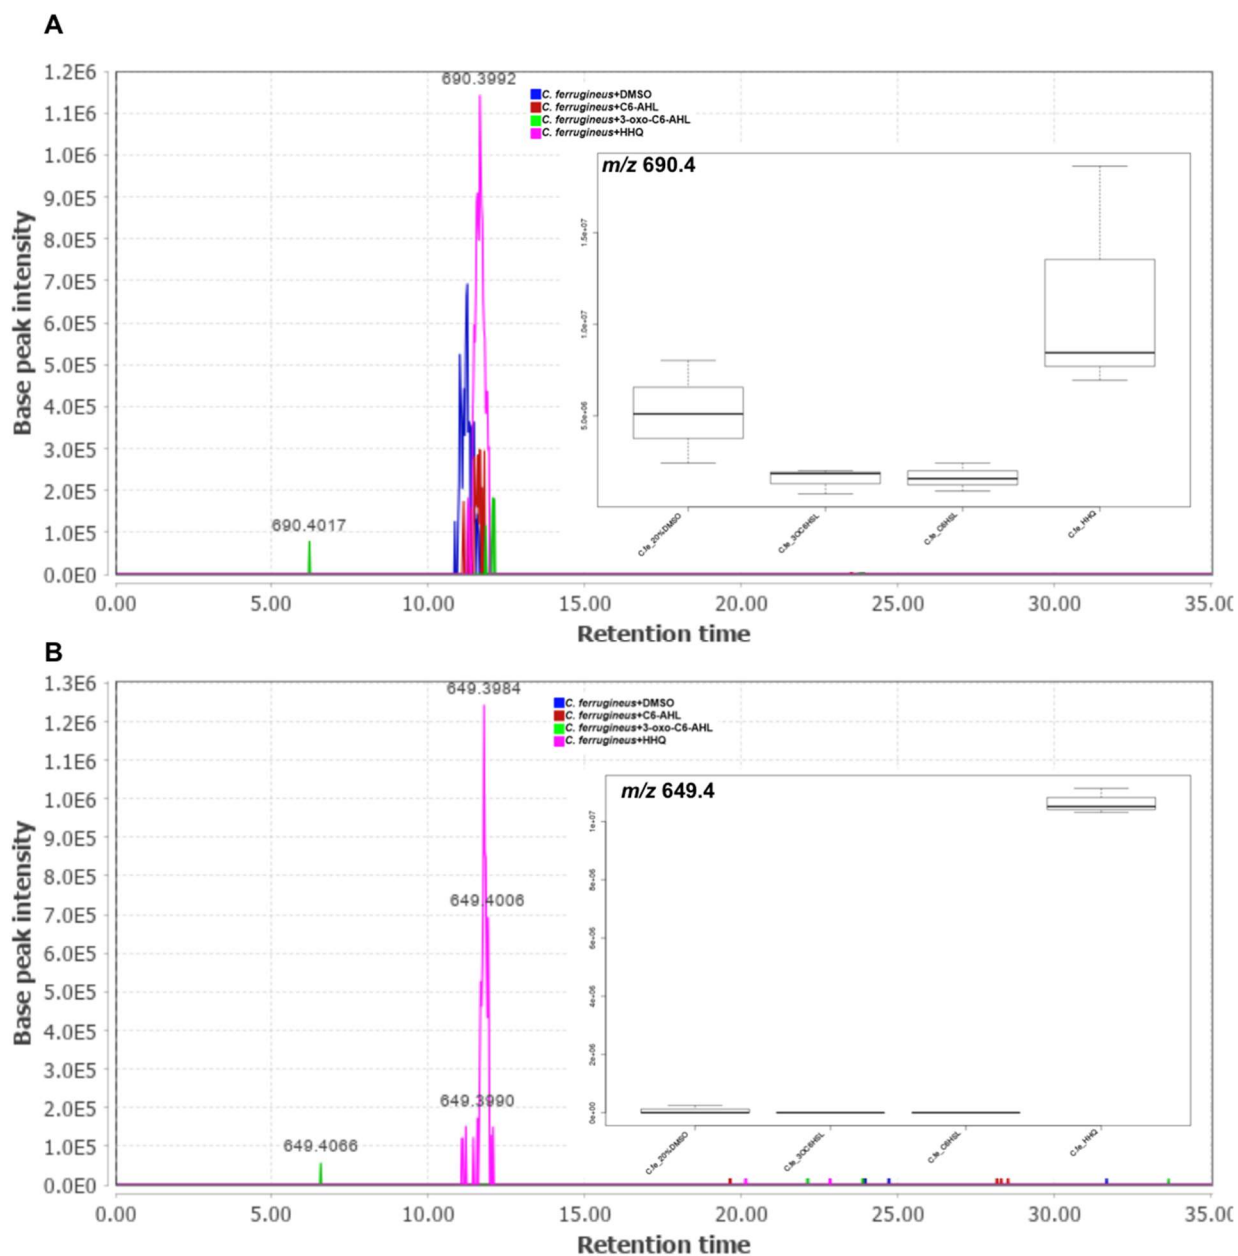 A
1.2E6
1.1E6
1.0E6
9.0E5
8.0E5
7.0E5
6.0E5
5.0E5
4.0E5
3.0E5
2.0E5
1.0E5
0.0E0
Base peak intensity
690.3992
690.4017
C. ferrugineus+DMSO
C. ferrugineus+C6-AHL
C. ferrugineus+3-oxo-C6-AHL
C. ferrugineus+HHQ
m/z 690.4
1.5e+07
1.0e+07
5.0e+06
C.fe_20%DMSO
C.fe_3OC6HSL
C.fe_C6HSL
C.fe_HHQ
0.00 5.00 10.00 15.00 20.00 25.00 30.00 35.0
Retention time
B
1.3E6
1.2E6
1.1E6
1.0E6
9.0E5
8.0E5
7.0E5
6.0E5
5.0E5
4.0E5
3.0E5
2.0E5
1.0E5
0.0E0
Base peak intensity
649.3984
649.4006
649.3990
649.4066
C. ferrugineus+DMSO
C. ferrugineus+C6-AHL
C. ferrugineus+3-oxo-C6-AHL
C. ferrugineus+HHQ
m/z 649.4
1e+07
8e+06
6e+06
4e+06
2e+06
0e+00
C.fe_20%DMSO
C.fe_3OC6HSL
C.fe_C6HSL
C.fe_HHQ
0.00 5.00 10.00 15.00 20.00 25.00 30.00 35.0
Retention time